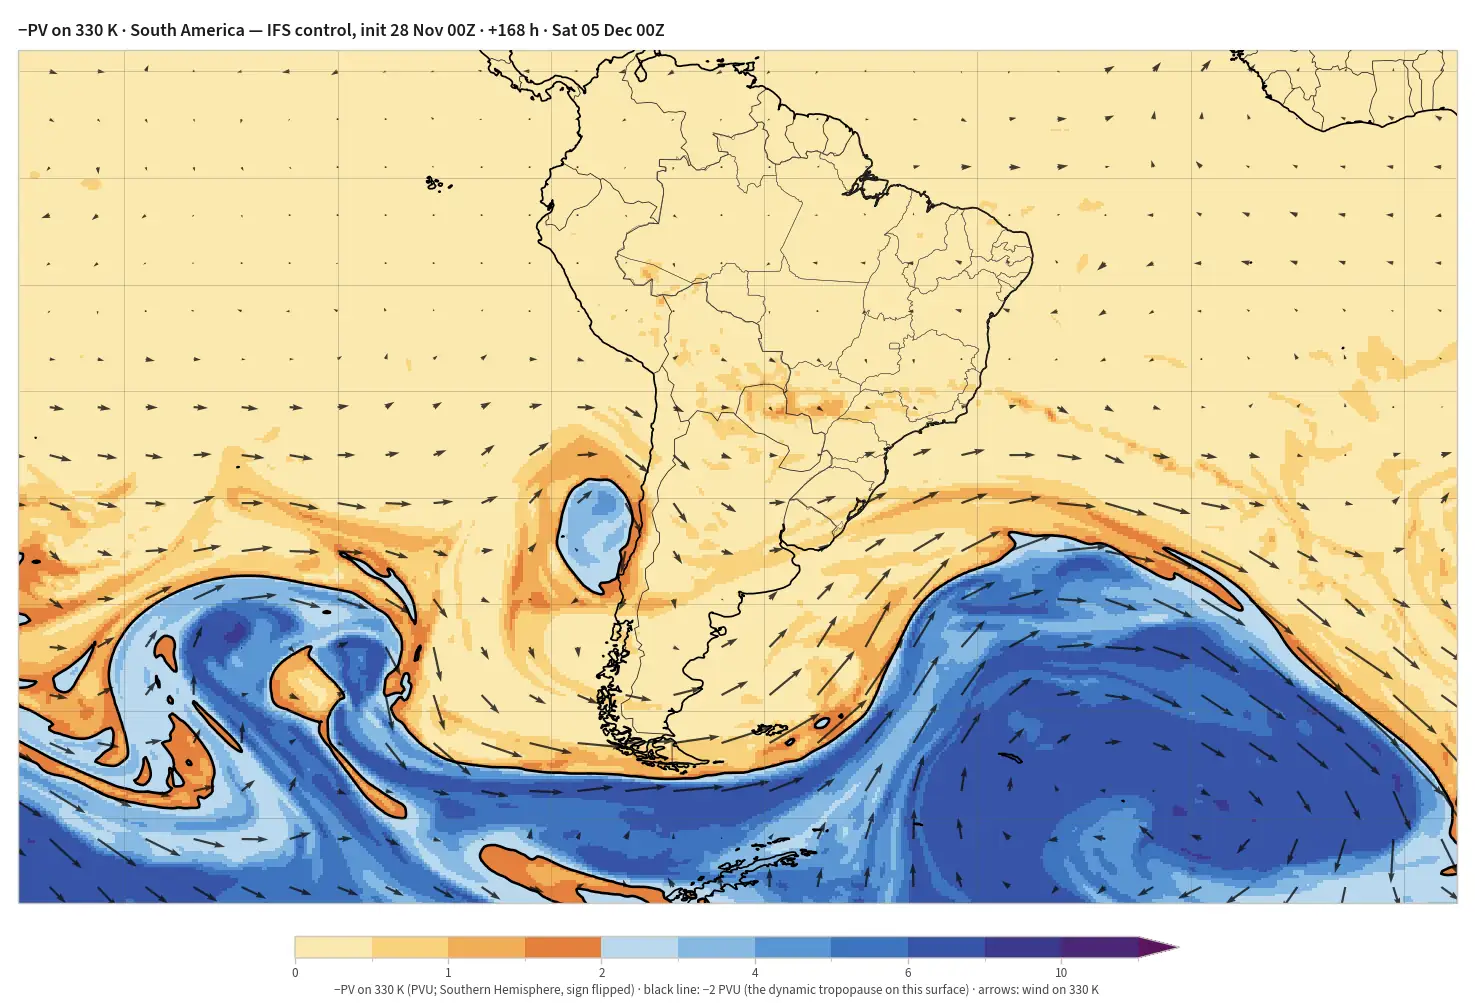 −PV on 330 K · South America — IFS control, init 28 Nov 00Z · +168 h · Sat 05 Dec 00Z
0 1 2 4 6 10
−PV on 330 K (PVU; Southern Hemisphere, sign flipped) · black line: −2 PVU (the dynamic tropopause on this surface) · arrows: wind on 330 K